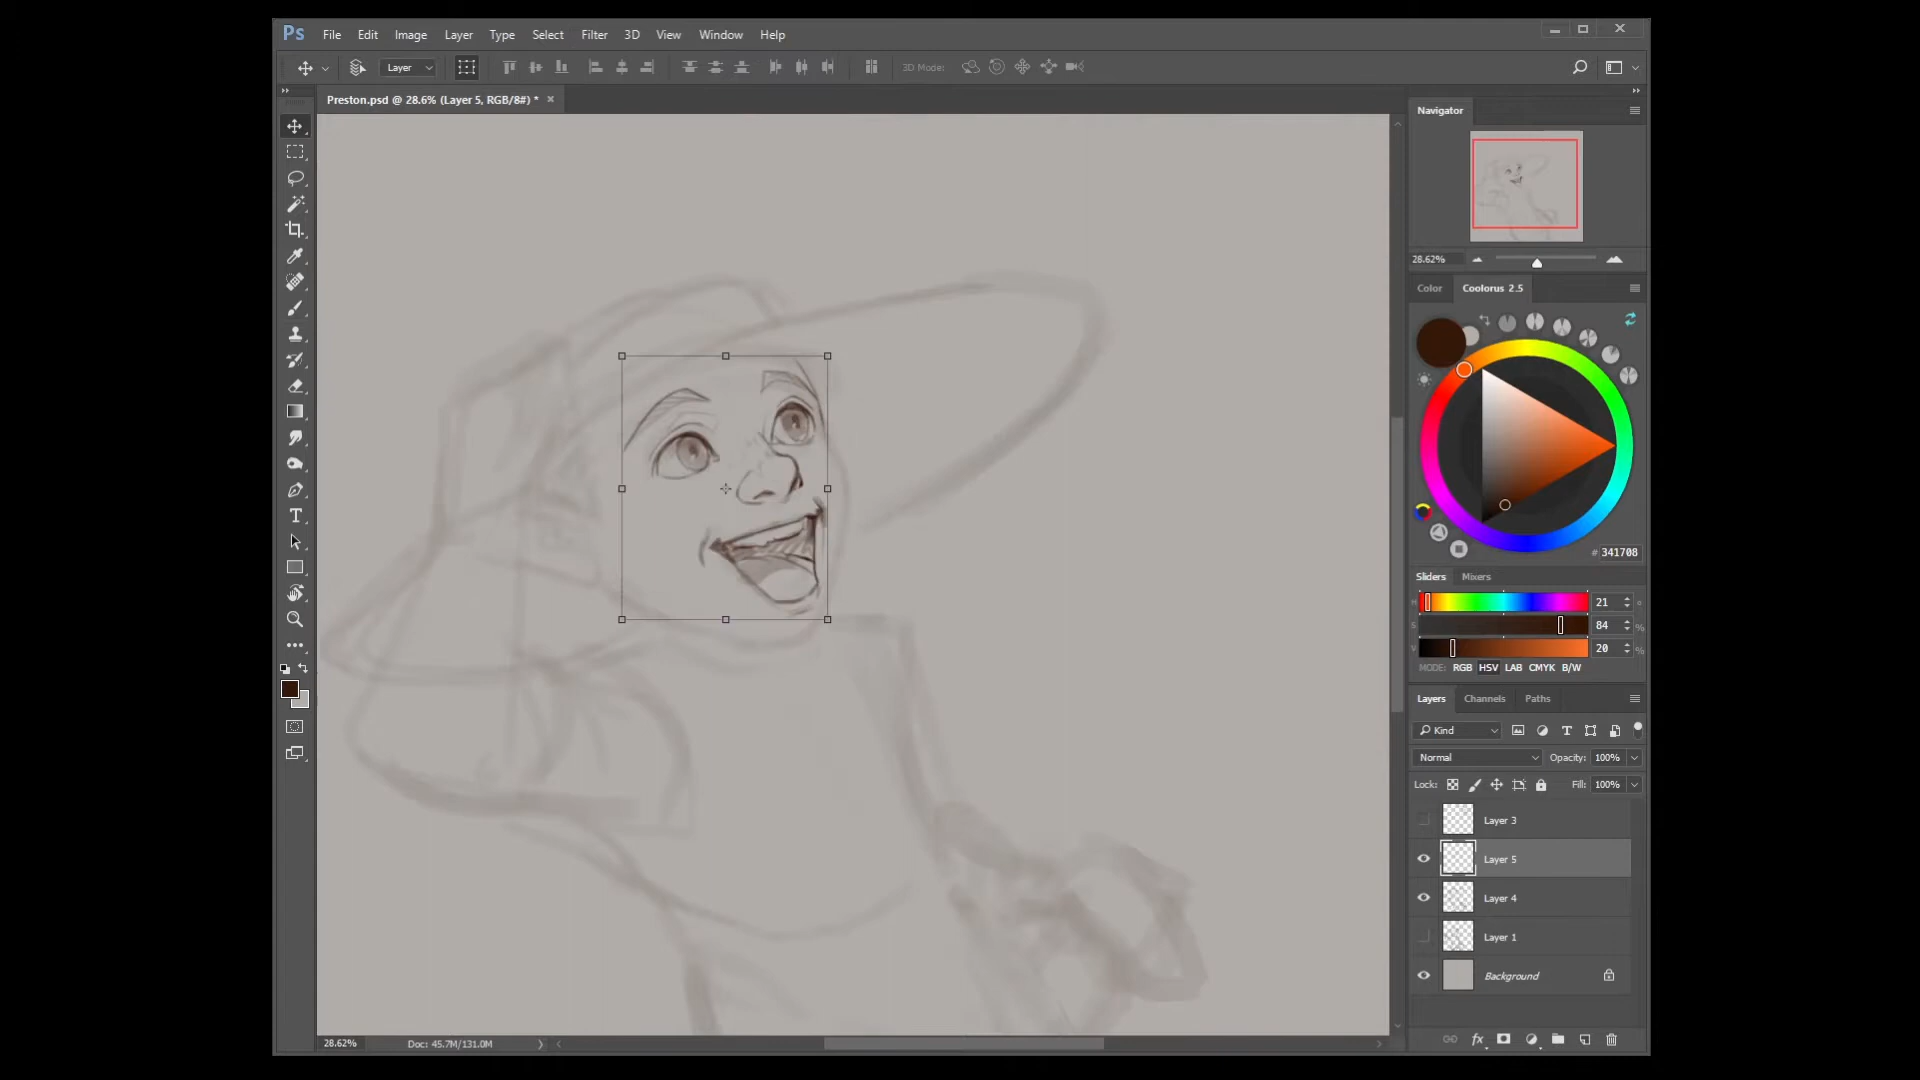 Ps File Edit Image Layer Type Select Filter 3D View Window Help
Layer 3D Mode:
Preston.psd @ 28.6% (Layer 5, RGB/8#) *
Navigator
28.62%
Color Coolorus 2.5
# 341708
Sliders Mixers
H 21 °
S 84 %
V 20 %
MODE: RGB HSV LAB CMYK B/W
Layers Channels Paths
Kind
Normal Opacity: 100%
Lock: Fill: 100%
Layer 3
Layer 5
Layer 4
Layer 1
Background
fx
28.62% Doc: 45.7M/131.0M